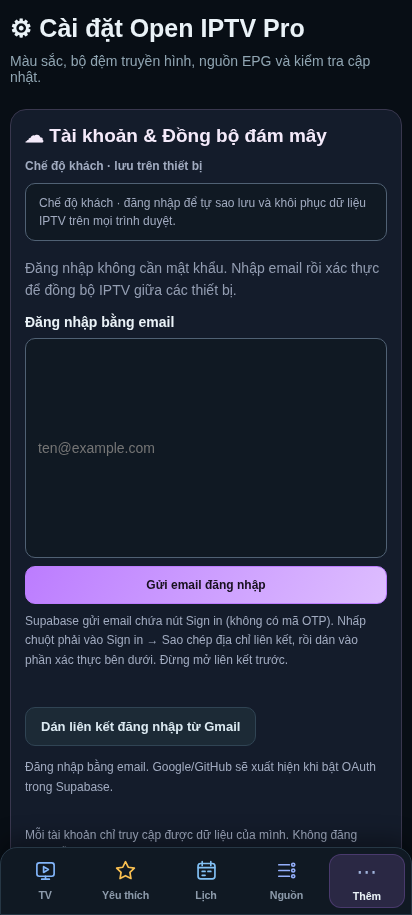 ⚙ Cài đặt Open IPTV Pro
Màu sắc, bộ đệm truyền hình, nguồn EPG và kiểm tra cập
nhật.
☁ Tài khoản & Đồng bộ đám mây
Chế độ khách · lưu trên thiết bị
Chế độ khách · đăng nhập để tự sao lưu và khôi phục dữ liệu
IPTV trên mọi trình duyệt.
Đăng nhập không cần mật khẩu. Nhập email rồi xác thực
để đồng bộ IPTV giữa các thiết bị.
Đăng nhập bằng email
ten@example.com
Gửi email đăng nhập
Supabase gửi email chứa nút Sign in (không có mã OTP). Nhấp
chuột phải vào Sign in → Sao chép địa chỉ liên kết, rồi dán vào
phần xác thực bên dưới. Đừng mở liên kết trước.
Dán liên kết đăng nhập từ Gmail
Đăng nhập bằng email. Google/GitHub sẽ xuất hiện khi bật OAuth
trong Supabase.
Mỗi tài khoản chỉ truy cập được dữ liệu của mình. Không đăng
TV
Yêu thích
Lịch
Nguồn
Thêm